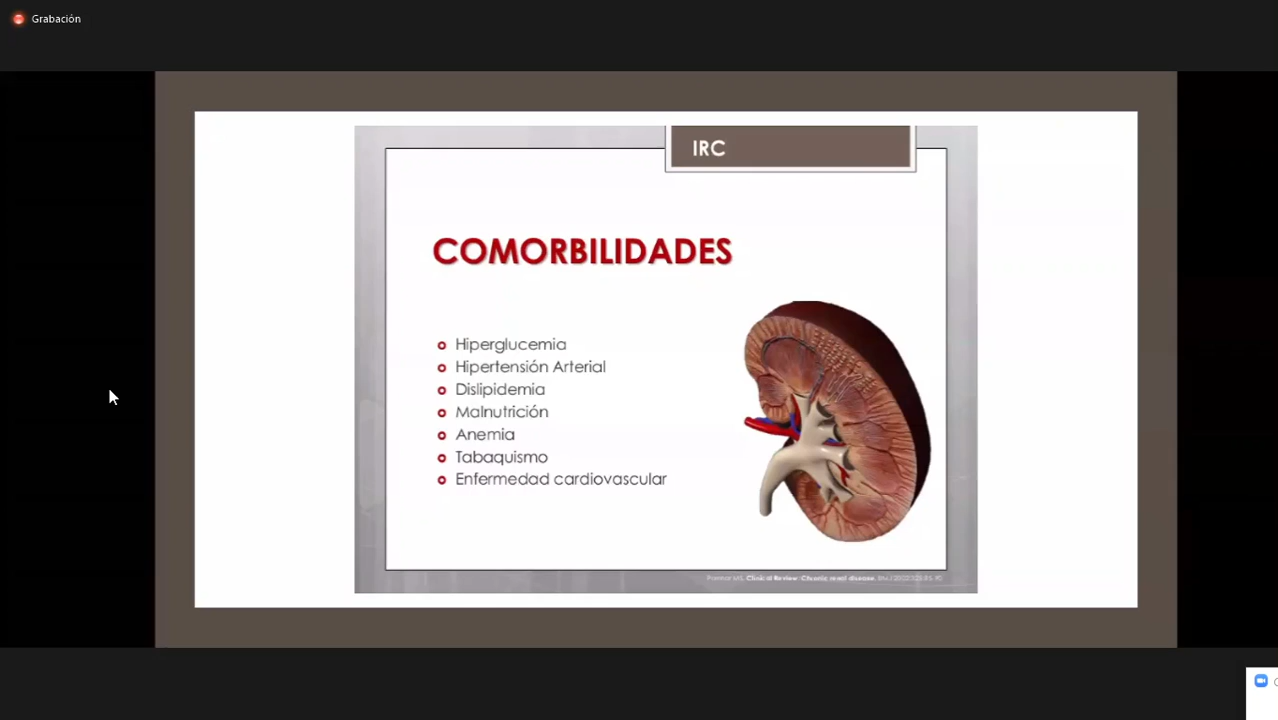 Grabación
IRC
COMORBILIDADES
Hiperglucemia
Hipertensión Arterial
Dislipidemia
Malnutrición
Anemia
Tabaquismo
Enfermedad cardiovascular
Clinical Review: Chronic renal disease.